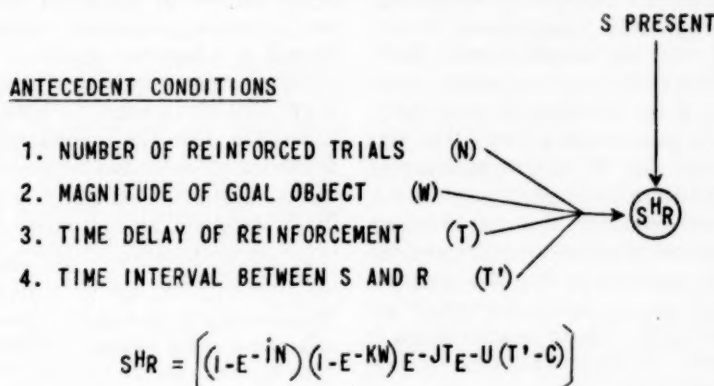 S PRESENT
ANTECEDENT CONDITIONS
1. NUMBER OF REINFORCED TRIALS (N)
2. MAGNITUDE OF GOAL OBJECT (W)
3. TIME DELAY OF REINFORCEMENT (T)
4. TIME INTERVAL BETWEEN S AND R (T')
SHR
SHR = [(1-E-iN) (1-E-KW) E-JTE-U (T'-C)]